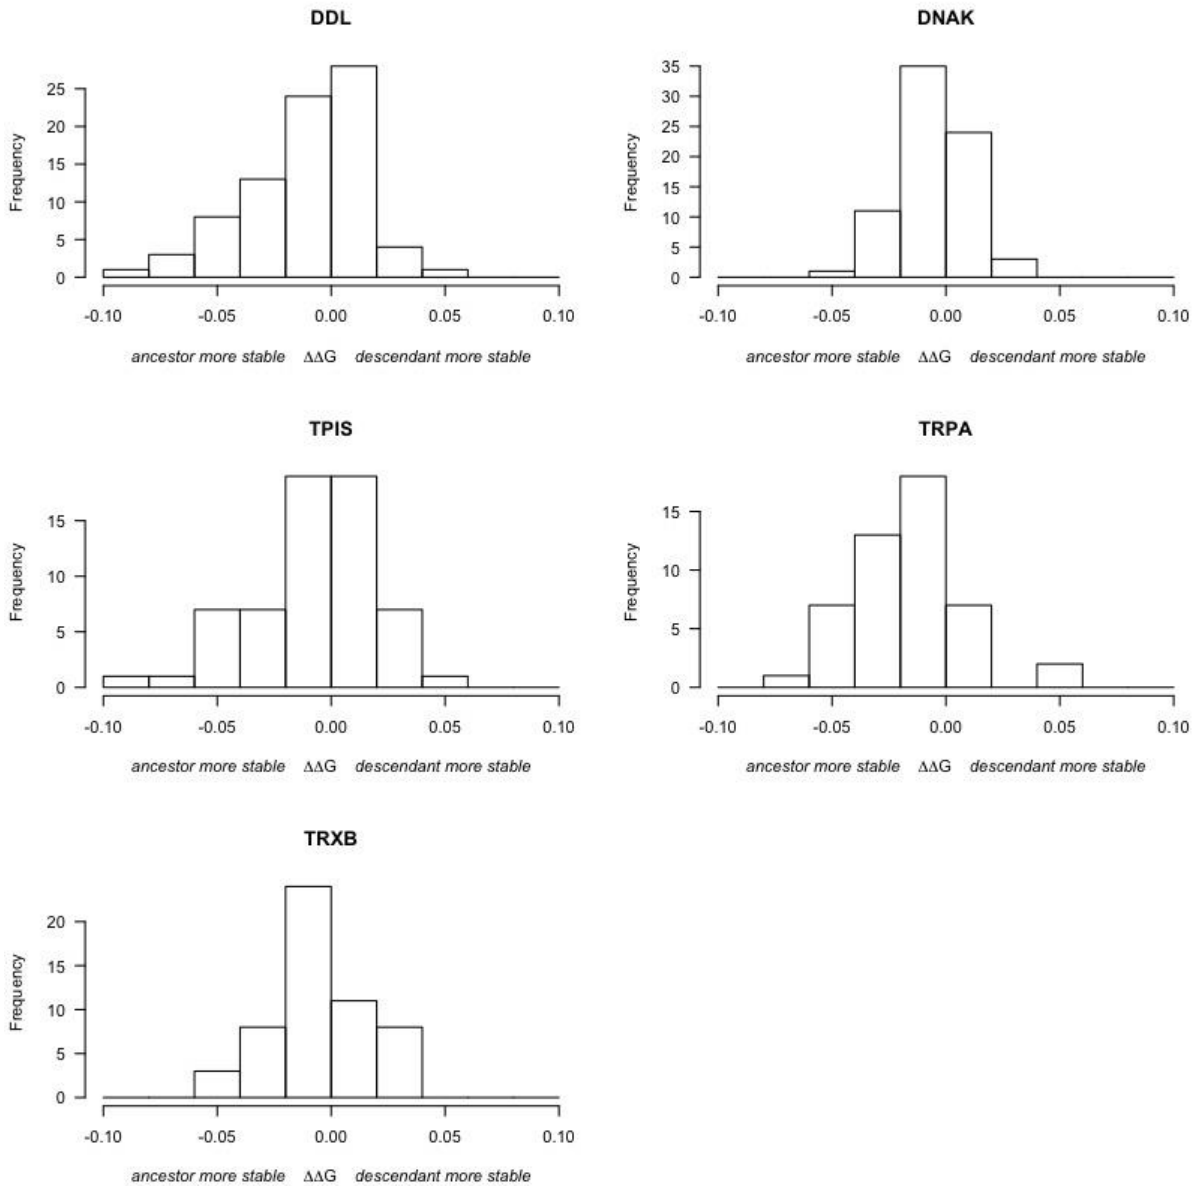 DDL
Frequency
25
20
15
10
5
0
-0.10 -0.05 0.00 0.05 0.10
ancestor more stable ΔΔG descendant more stable
DNAK
Frequency
35
30
25
20
15
10
5
0
-0.10 -0.05 0.00 0.05 0.10
ancestor more stable ΔΔG descendant more stable
TPIS
Frequency
15
10
5
0
-0.10 -0.05 0.00 0.05 0.10
ancestor more stable ΔΔG descendant more stable
TRPA
Frequency
15
10
5
0
-0.10 -0.05 0.00 0.05 0.10
ancestor more stable ΔΔG descendant more stable
TRXB
Frequency
20
15
10
5
0
-0.10 -0.05 0.00 0.05 0.10
ancestor more stable ΔΔG descendant more stable